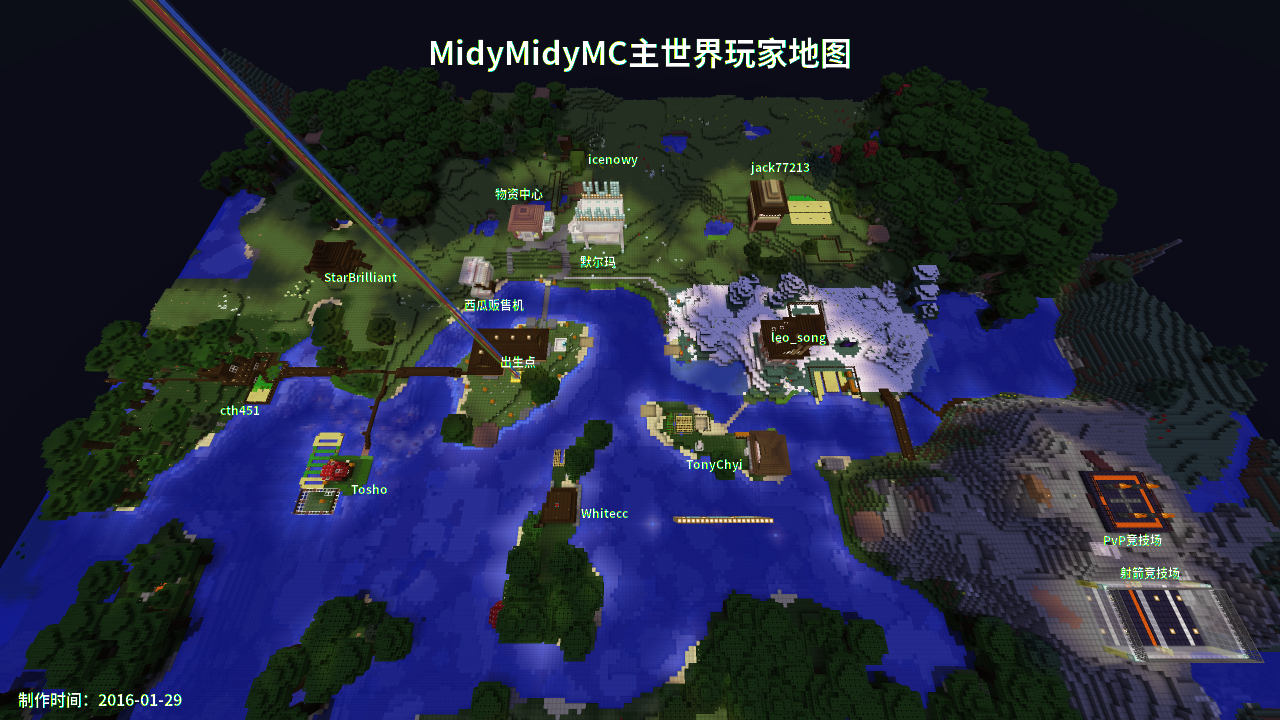 MidyMidyMC主世界玩家地图
icenowy
jack77213
物资中心
默尔玛
StarBrilliant
西瓜贩售机
leo_song
出生点
cth451
TonyChyi
Tosho
Whitecc
PvP竞技场
射箭竞技场
制作时间：2016-01-29